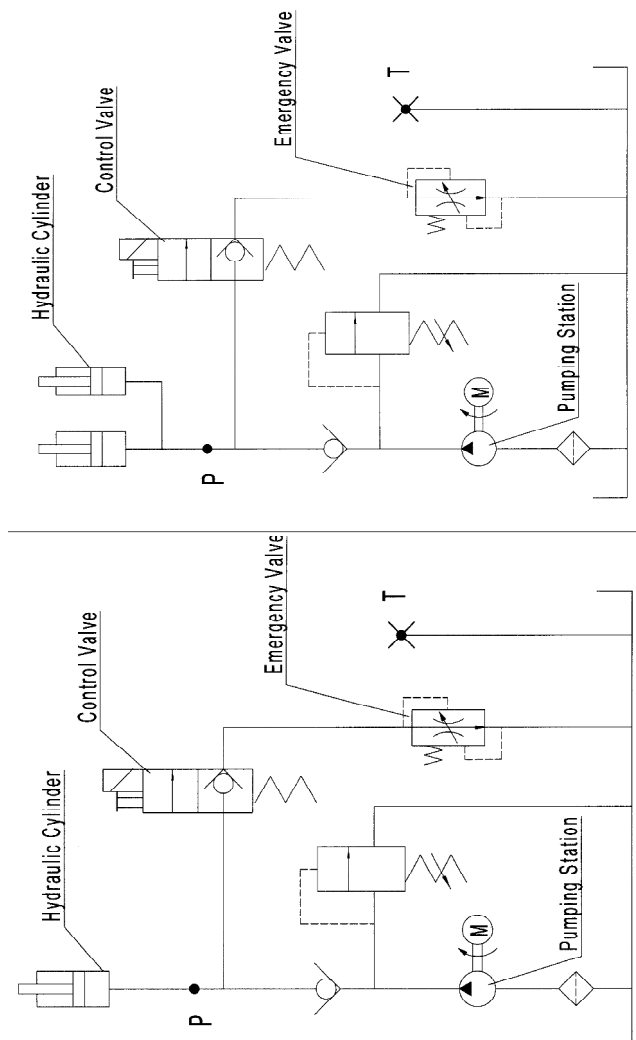 Hydraulic Cylinder
Control Valve
Emergency Valve
P
T
M
Pumping Station
Hydraulic Cylinder
Control Valve
Emergency Valve
P
T
M
Pumping Station